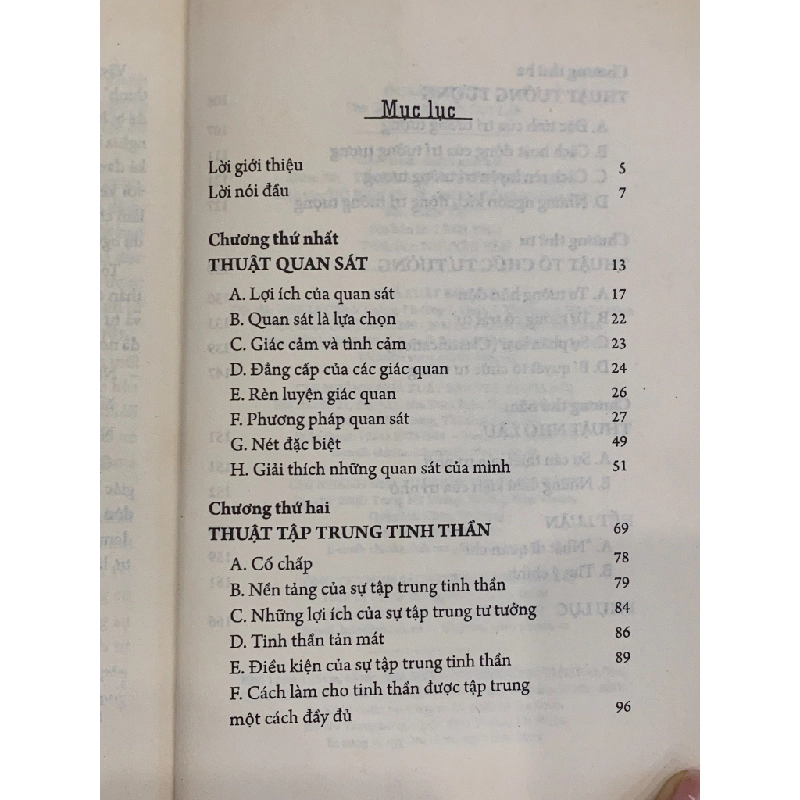 Mục lục
Lời giới thiệu 5
Lời nói đầu 7
Chương thứ nhất
THUẬT QUAN SÁT 13
A. Lợi ích của quan sát 17
B. Quan sát là lựa chọn 22
C. Giác cảm và tình cảm 23
D. Đẳng cấp của các giác quan 24
E. Rèn luyện giác quan 26
F. Phương pháp quan sát 27
G. Nét đặc biệt 49
H. Giải thích những quan sát của mình 51
Chương thứ hai
THUẬT TẬP TRUNG TINH THẦN 69
A. Cố chấp 78
B. Nền tảng của sự tập trung tinh thần 79
C. Những lợi ích của sự tập trung tư tưởng 84
D. Tinh thần tản mát 86
E. Điều kiện của sự tập trung tinh thần 89
F. Cách làm cho tinh thần được tập trung
một cách đầy đủ 96